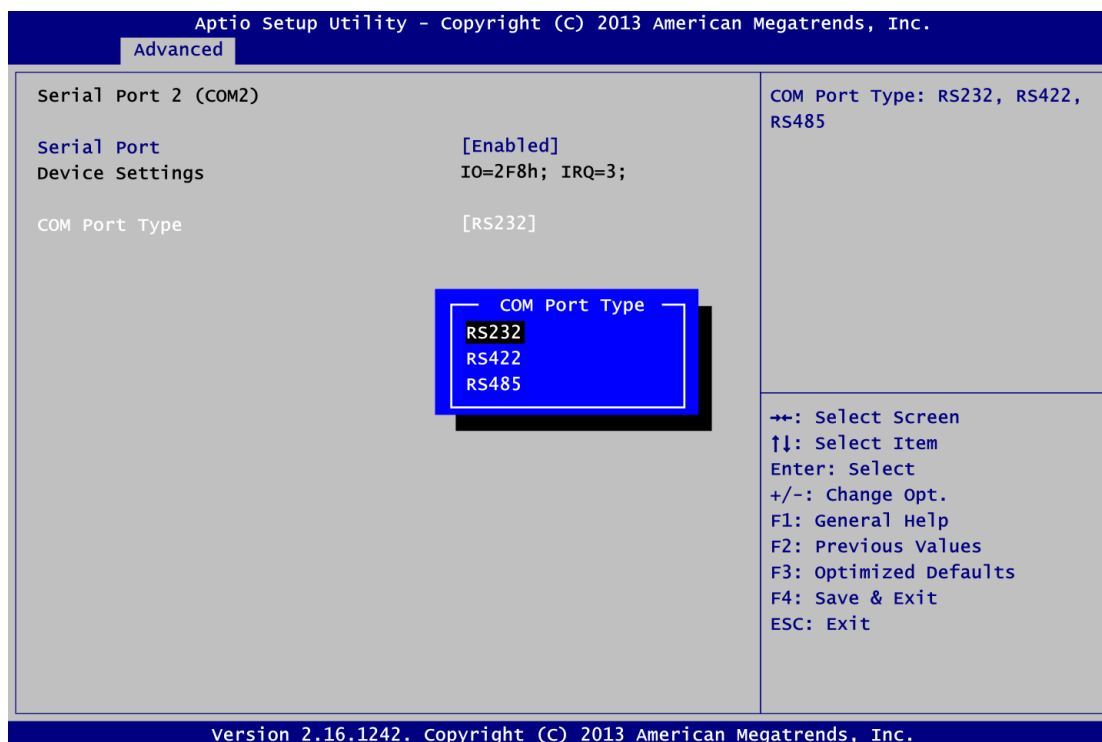 Aptio Setup Utility - Copyright (C) 2013 American Megatrends, Inc.
Advanced
Serial Port 2 (COM2)
Serial Port [Enabled]
Device Settings IO=2F8h; IRQ=3;
COM Port Type [RS232]
COM Port Type
RS232
RS422
RS485
COM Port Type: RS232, RS422,
RS485
→←: Select Screen
↑↓: Select Item
Enter: Select
+/-: Change Opt.
F1: General Help
F2: Previous Values
F3: Optimized Defaults
F4: Save & Exit
ESC: Exit
Version 2.16.1242. Copyright (C) 2013 American Megatrends, Inc.